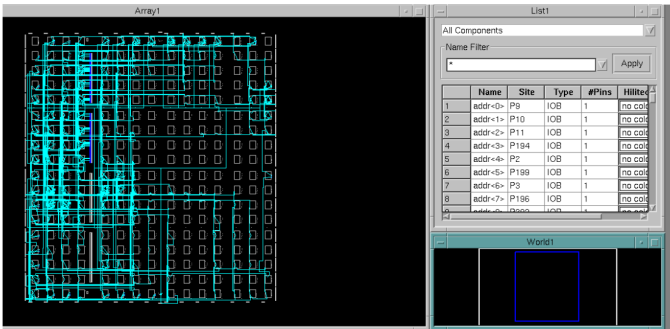 Array1
List1
All Components
Name Filter
*
Apply
Name Site Type #Pins Hilited
1 addr<0> P9 IOB 1 no colo
2 addr<1> P10 IOB 1 no colo
3 addr<2> P11 IOB 1 no colo
4 addr<3> P194 IOB 1 no colo
5 addr<4> P2 IOB 1 no colo
6 addr<5> P199 IOB 1 no colo
7 addr<6> P3 IOB 1 no colo
8 addr<7> P196 IOB 1 no colo
World1